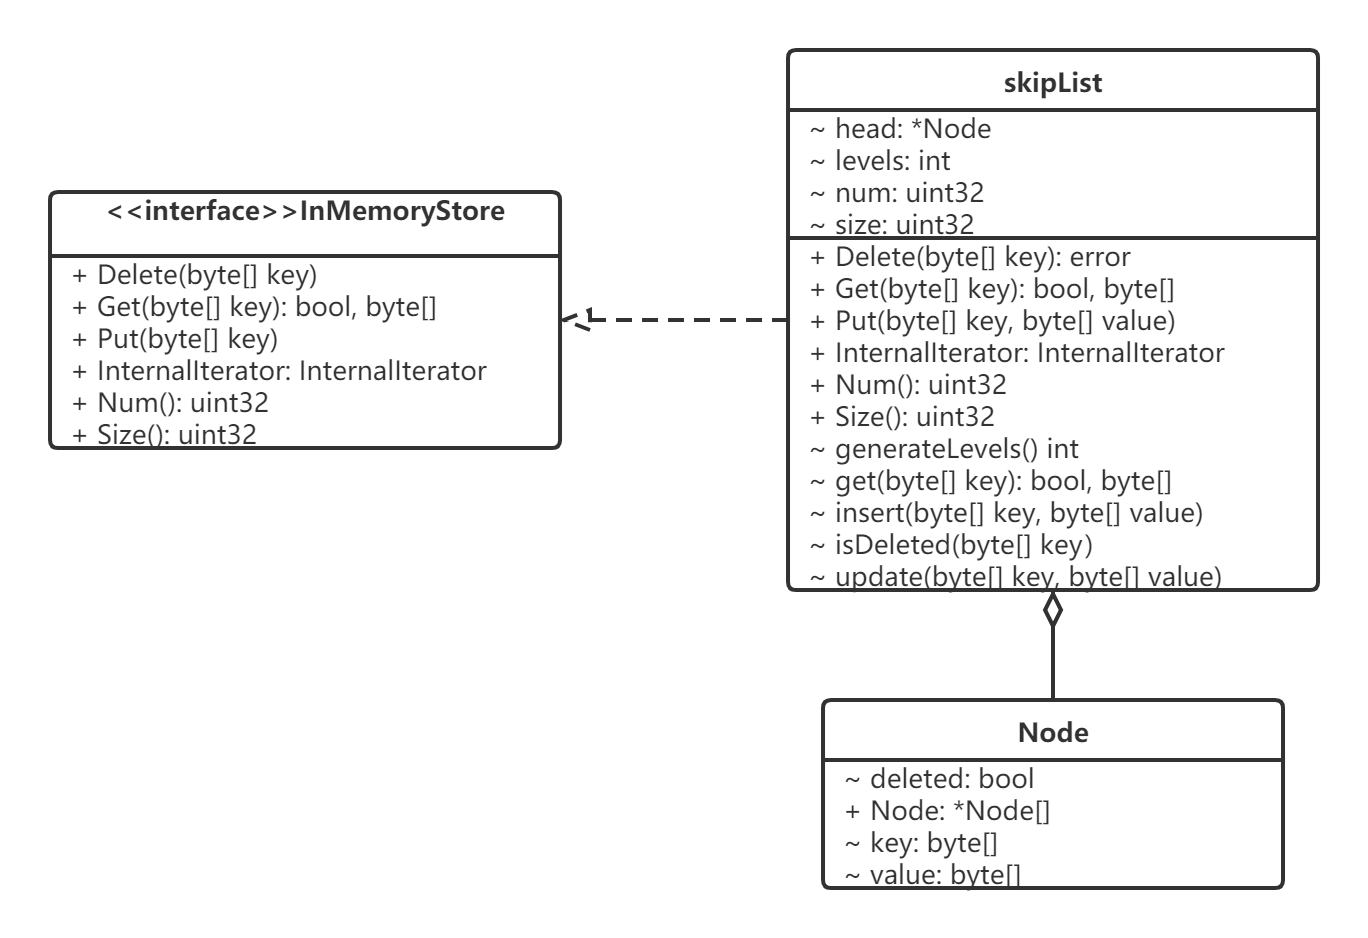 <<interface>>InMemoryStore
+ Delete(byte[] key)
+ Get(byte[] key): bool, byte[]
+ Put(byte[] key)
+ InternalIterator: InternalIterator
+ Num(): uint32
+ Size(): uint32
skipList
~ head: *Node
~ levels: int
~ num: uint32
~ size: uint32
+ Delete(byte[] key): error
+ Get(byte[] key): bool, byte[]
+ Put(byte[] key, byte[] value)
+ InternalIterator: InternalIterator
+ Num(): uint32
+ Size(): uint32
~ generateLevels() int
~ get(byte[] key): bool, byte[]
~ insert(byte[] key, byte[] value)
~ isDeleted(byte[] key)
~ update(byte[] key, byte[] value)
Node
~ deleted: bool
+ Node: *Node[]
~ key: byte[]
~ value: byte[]